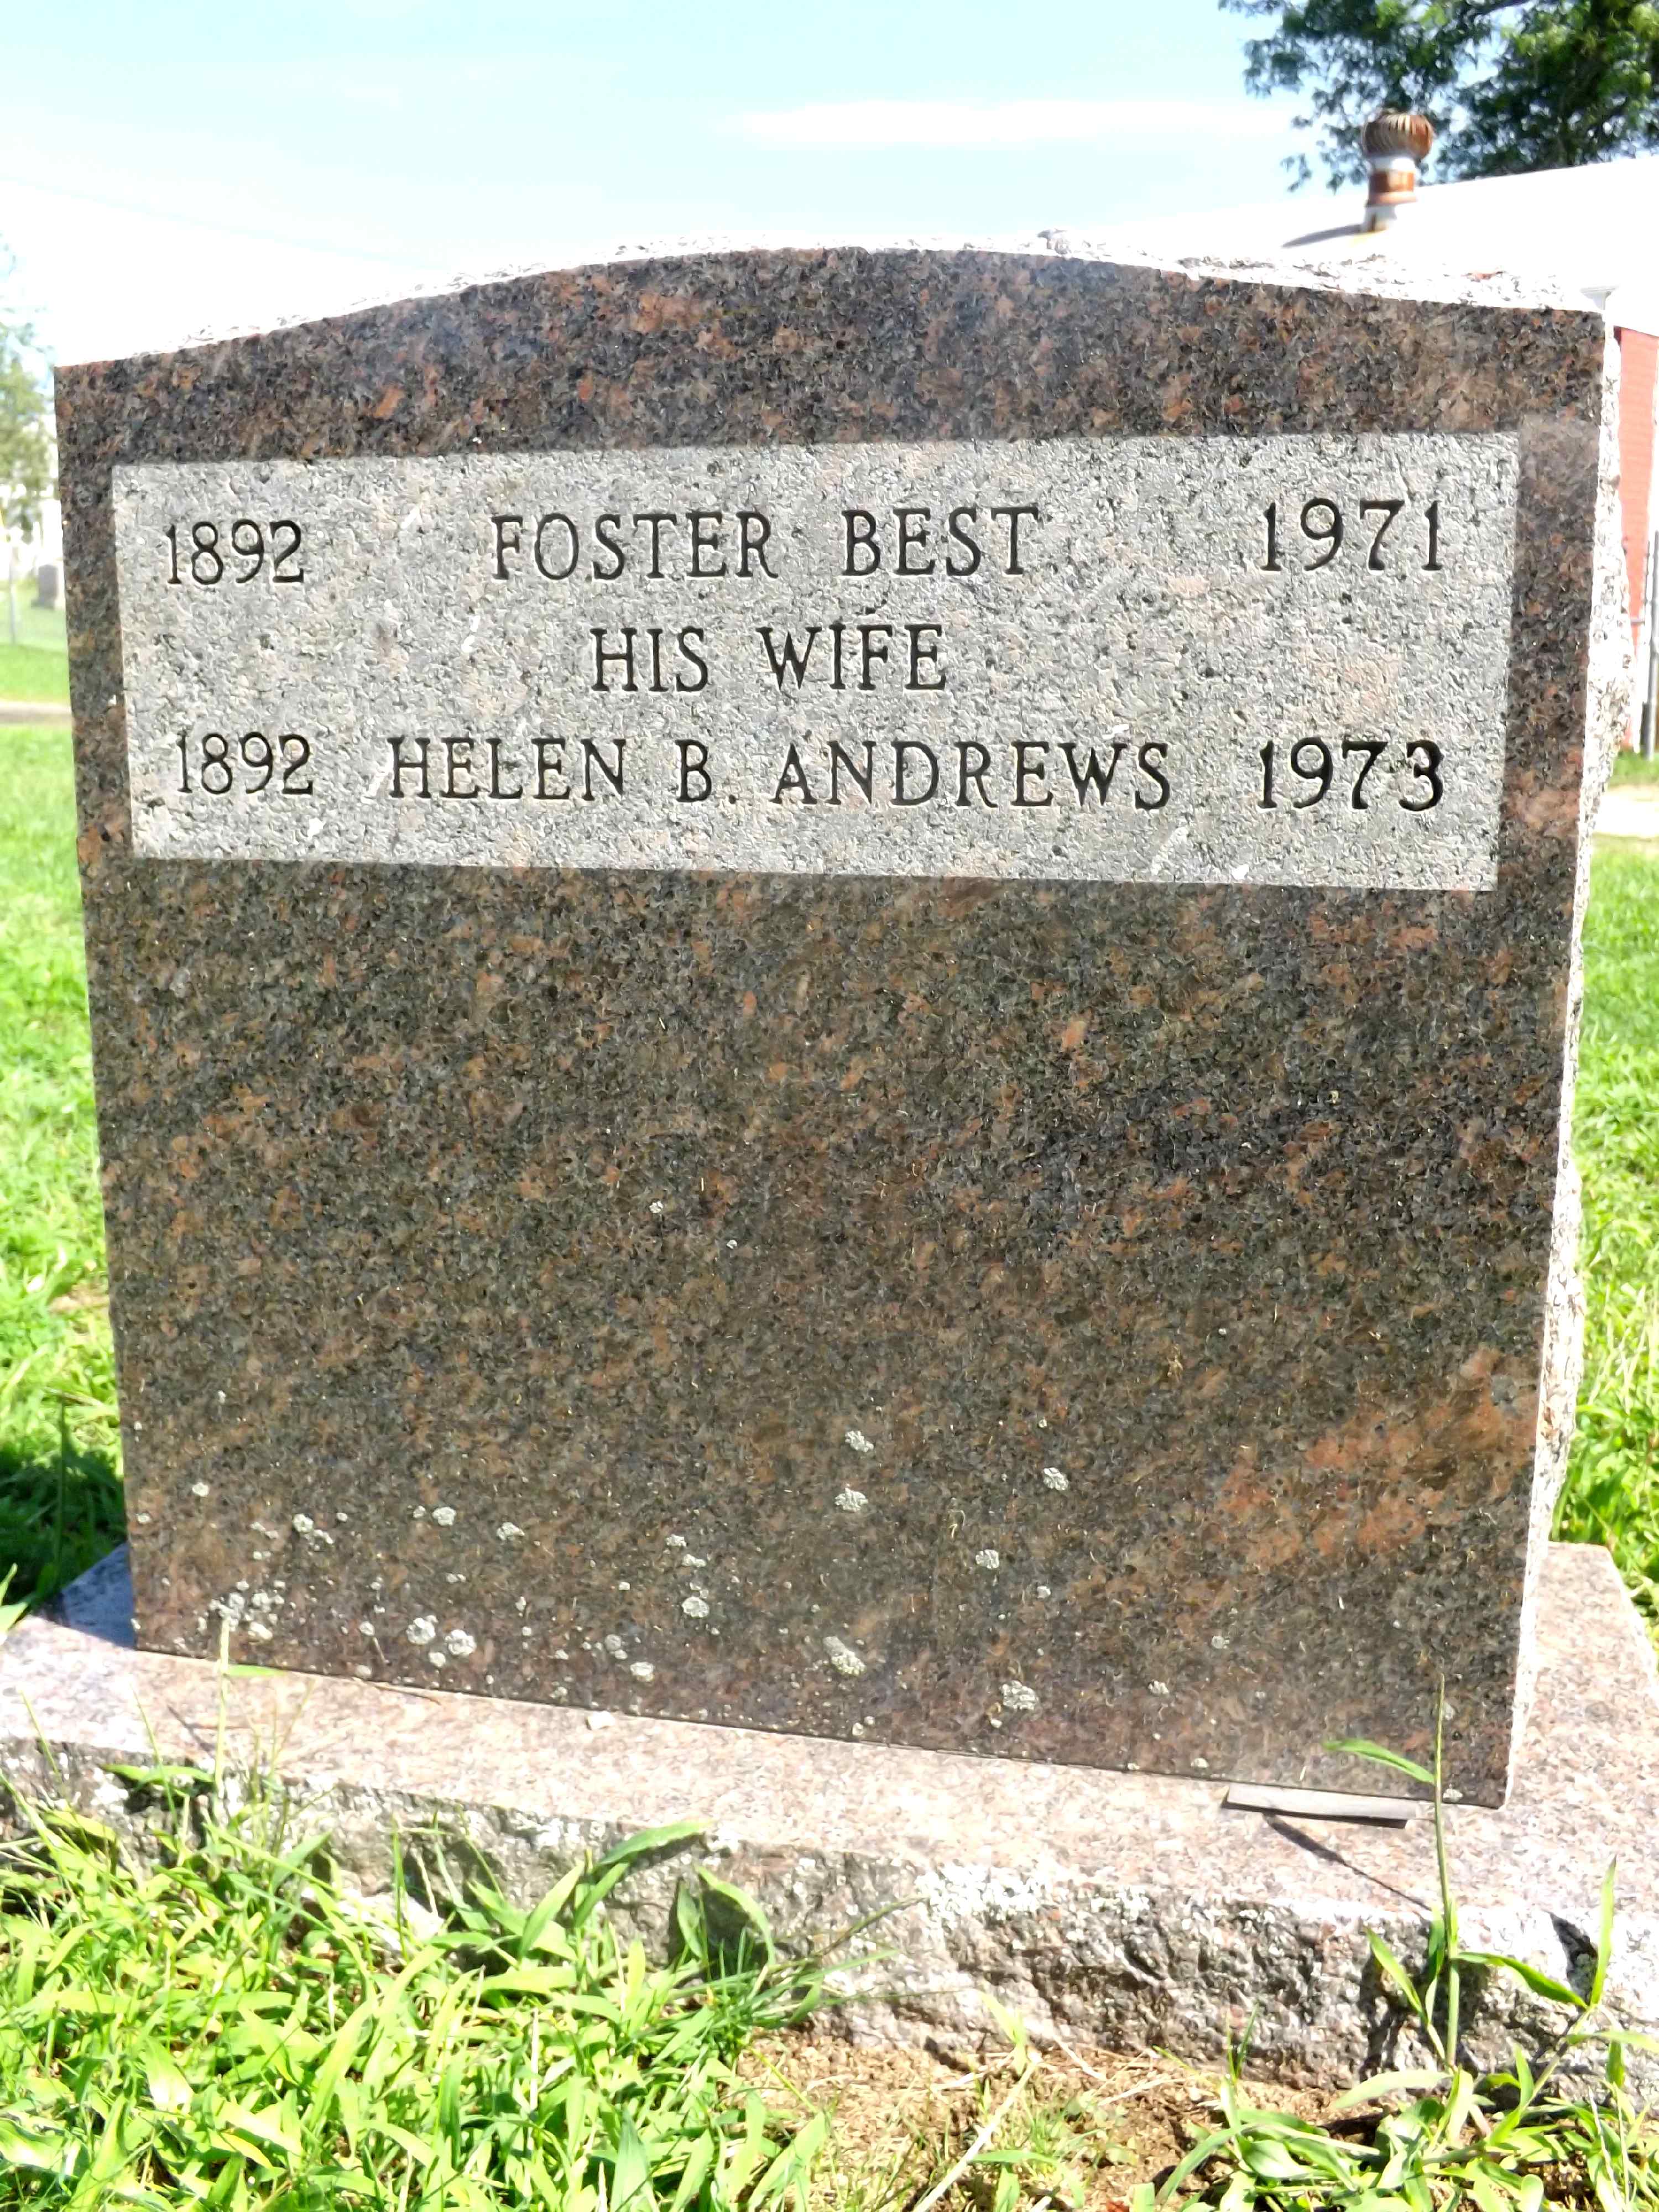 1892 FOSTER BEST 1971
HIS WIFE
1892 HELEN B. ANDREWS 1973